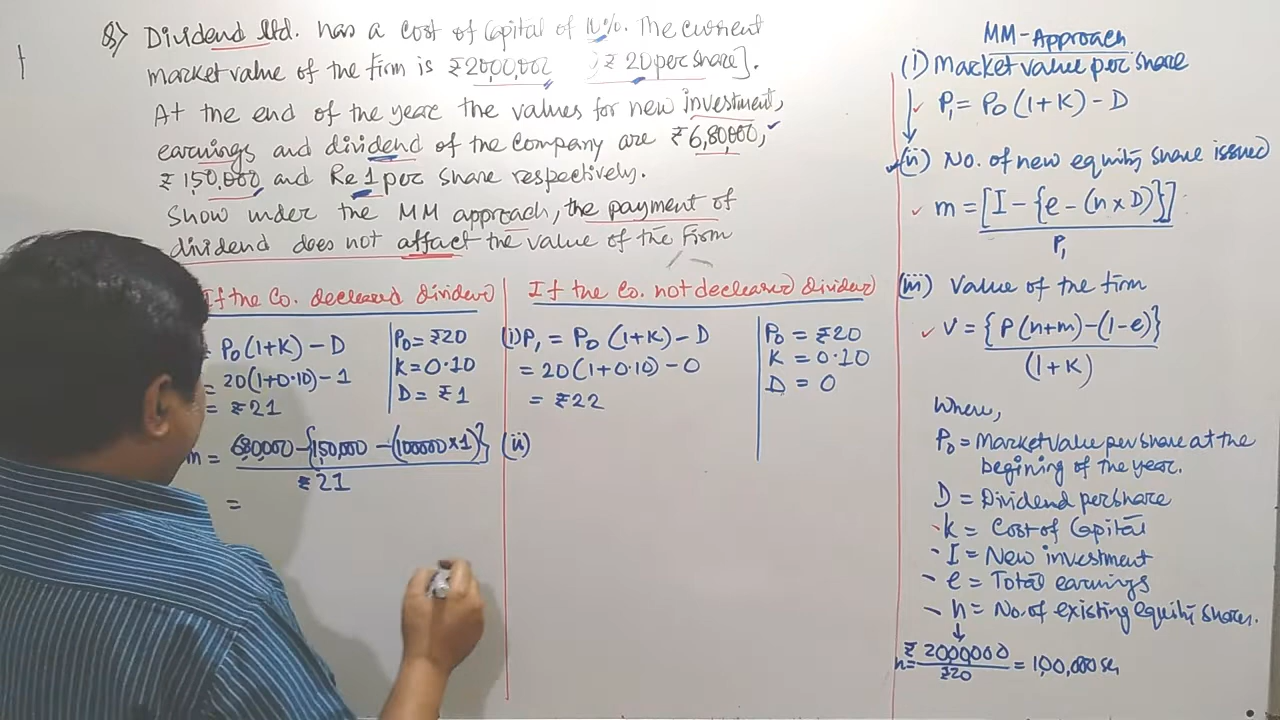 Q) Dividend Ltd. has a cost of Capital of 10%. The current
market value of the firm is ₹2000,000 ₹ 20 per share].
At the end of the year the values for new investment,
earnings and dividend of the company are ₹6,80,000,
₹150,000 and Re 1 per share respectively.
Show under the MM approach, the payment of
dividend does not affect the value of the Firm
If the Co. decleared dividend
= P₀ (1+K) – D
= 20(1+0.10) – 1
= ₹21
P₀ = ₹20
K = 0.10
D = ₹1
m = 680000 – {150,000 – (100000×1)}
₹21
=
If the Co. not decleared dividend
(i) P₁ = P₀ (1+K) – D
= 20(1+0.10) – 0
= ₹22
P₀ = ₹20
K = 0.10
D = 0
(ii)
MM-Approach
(i) Market value per share
P₁ = P₀ (1+K) – D
(ii) No. of new equity share issued
m = [I – {e – (n×D)}]
P₁
(iii) Value of the firm
V = {P(n+m) – (1–e)}
(1+K)
Where,
P₀ = Market value per share at the
begining of the year.
D = Dividend per share
K = Cost of Capital
I = New investment
e = Total earnings
n = No. of existing equity shares.
n = ₹2000000 = 1,00,000
₹20